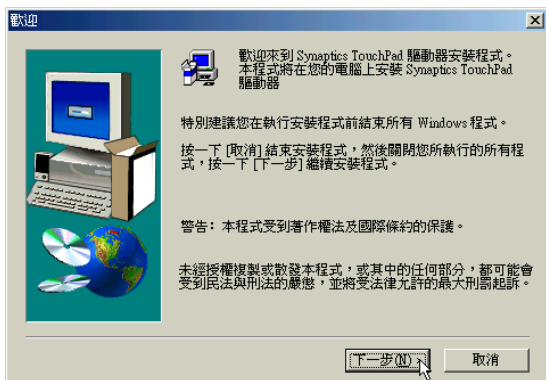 歡迎
歡迎來到 Synaptics TouchPad 驅動器安裝程式。
本程式將在您的電腦上安裝 Synaptics TouchPad
驅動器
特別建議您在執行安裝程式前結束所有 Windows 程式。
按一下 [取消] 結束安裝程式，然後關閉您所執行的所有程
式，按一下 [下一步] 繼續安裝程式。
警告: 本程式受到著作權法及國際條約的保護。
未經授權複製或散發本程式，或其中的任何部分，都可能會
受到民法與刑法的嚴懲，並將受法律允許的最大刑罰起訴。
下一步(N) >
取消